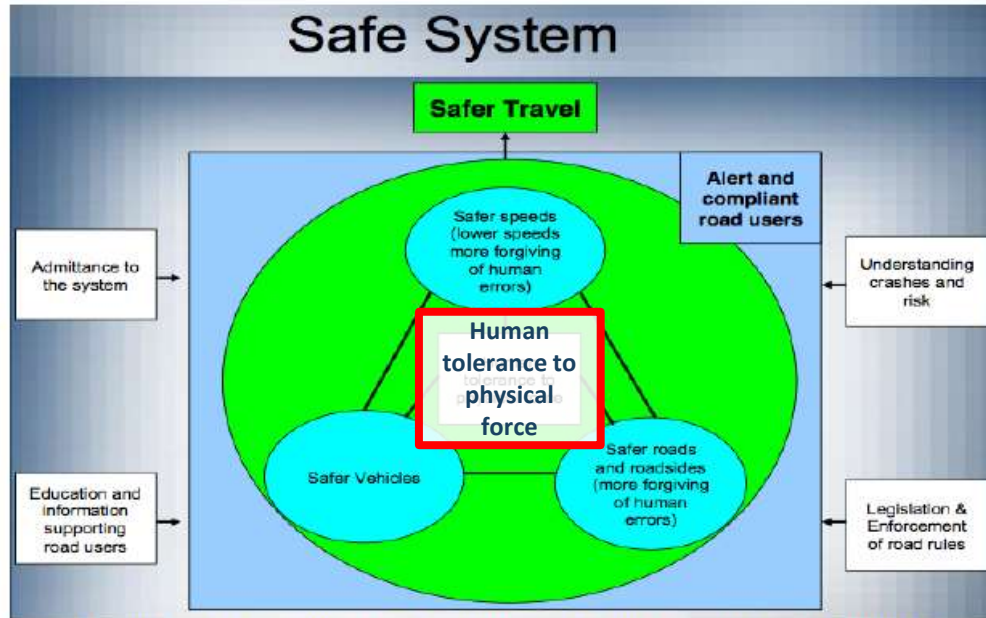 Safe System
Safer Travel
Alert and
compliant
road users
Safer speeds
(lower speeds
more forgiving
of human
errors)
Admittance to
the system
Understanding
crashes and
risk
Human
tolerance to
physical
force
Safer Vehicles
Safer roads
and roadsides
(more forgiving
of human
errors)
Education and
information
supporting
road users
Legislation &
Enforcement
of road rules